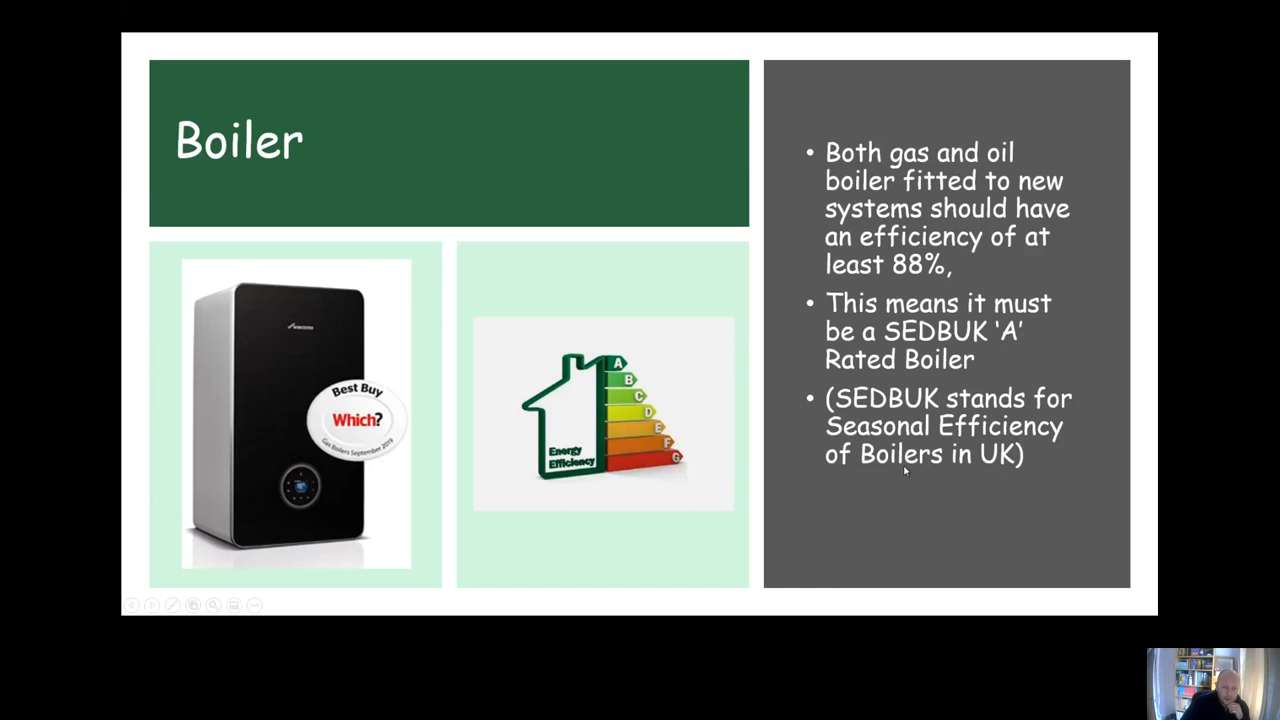 Boiler
Both gas and oil
boiler fitted to new
systems should have
an efficiency of at
least 88%,
This means it must
be a SEDBUK ‘A’
Rated Boiler
(SEDBUK stands for
Seasonal Efficiency
of Boilers in UK)
WORCESTER
Best Buy
Which?
Gas Boilers September 2019
A
B
C
D
E
F
G
Energy
Efficiency